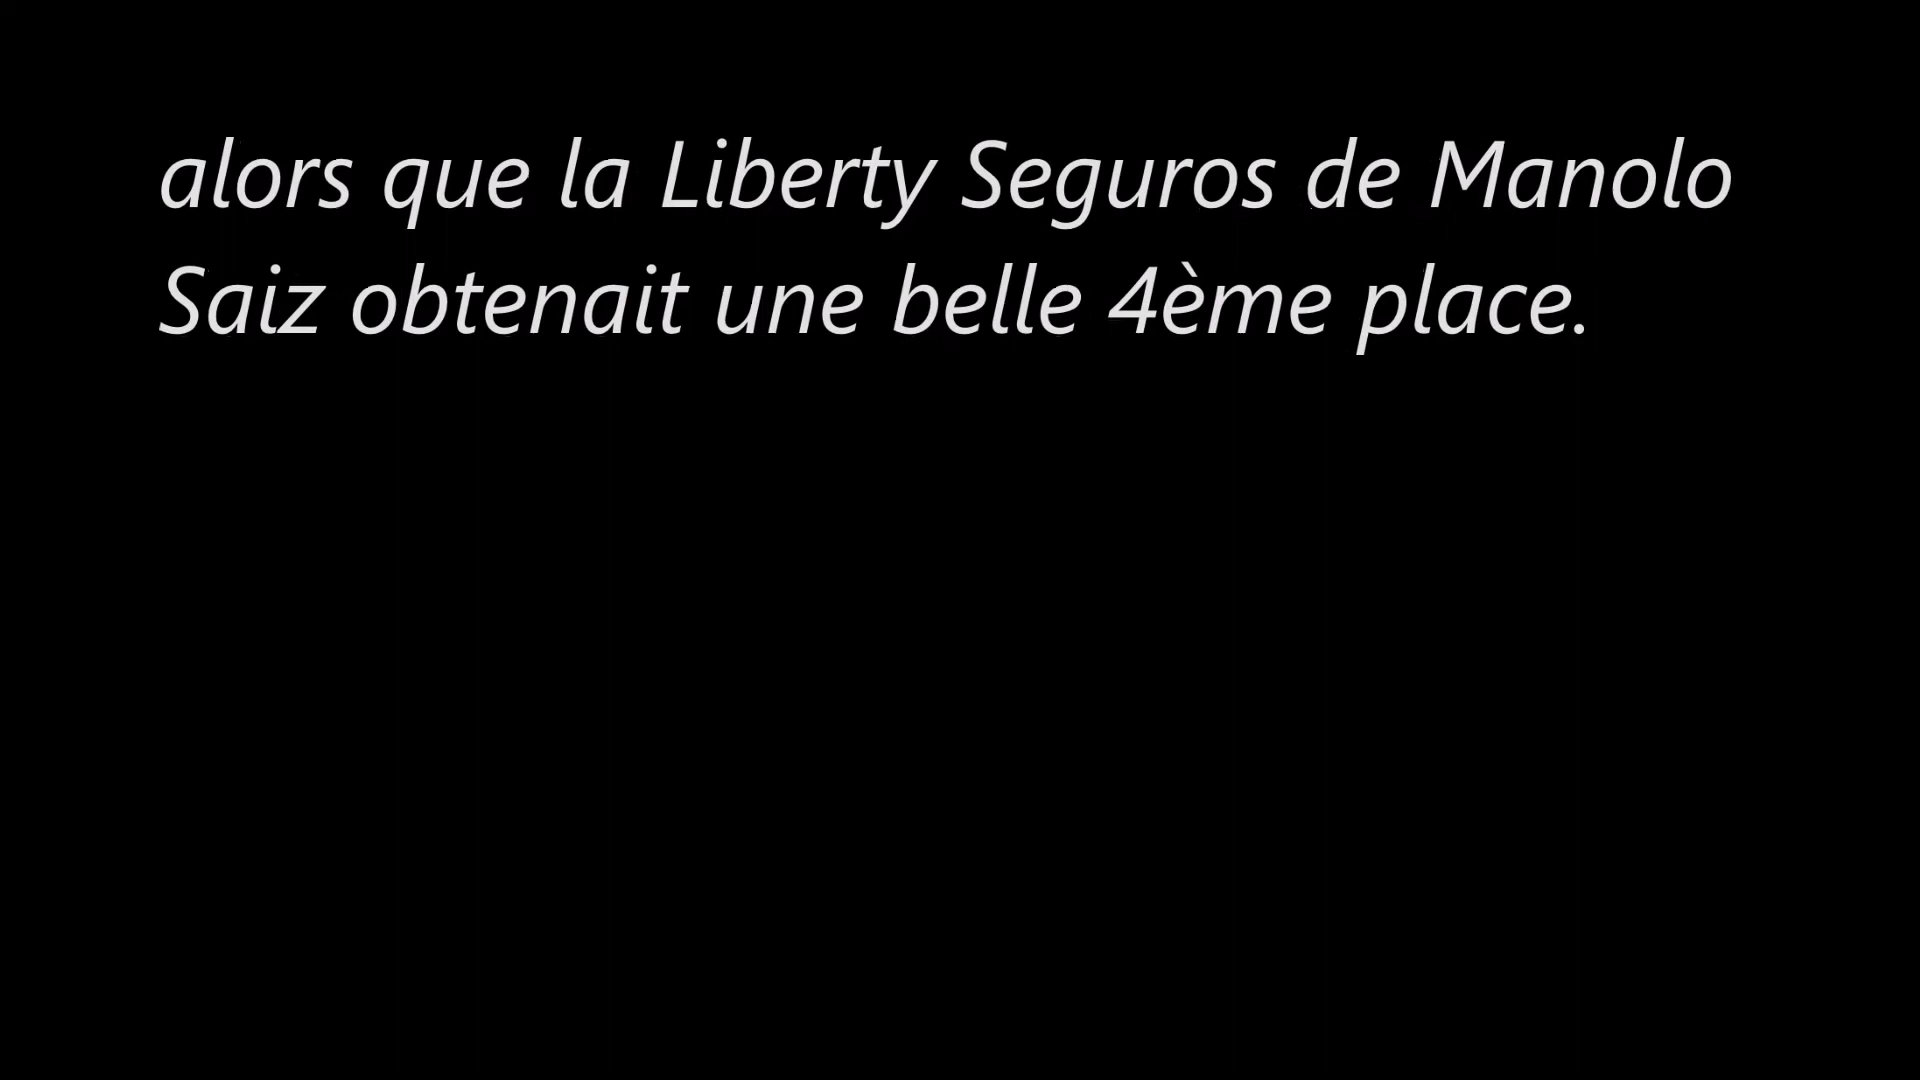 alors que la Liberty Seguros de Manolo
Saiz obtenait une belle 4ème place.